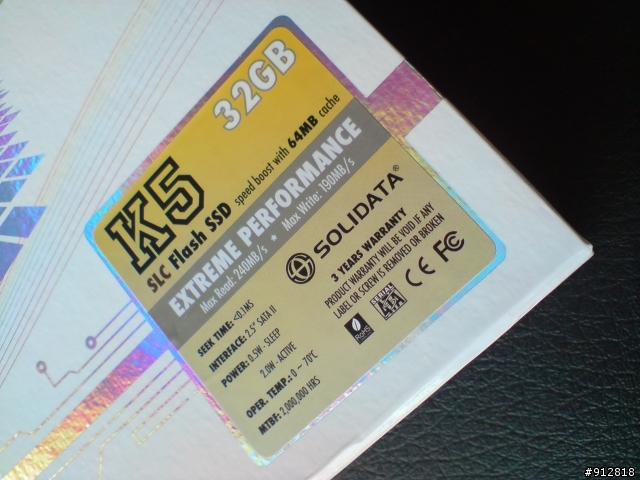 32GB
K5
SLC Flash SSD speed boost with 64MB cache
EXTREME PERFORMANCE
Max Read: 240MB/s ★ Max Write: 190MB/s
SEEK TIME: <0.1MS
INTERFACE: 2.5" SATA II
POWER: 0.5W - SLEEP
2.0W - ACTIVE
OPER. TEMP.: 0 ~ 70℃
MTBF: 2,000,000 HRS
SOLIDATA®
3 YEARS WARRANTY
PRODUCT WARRANTY WILL BE VOID IF ANY
LABEL OR SCREW IS REMOVED OR BROKEN
RoHS
SERIAL
ATA
CE FC
#912818